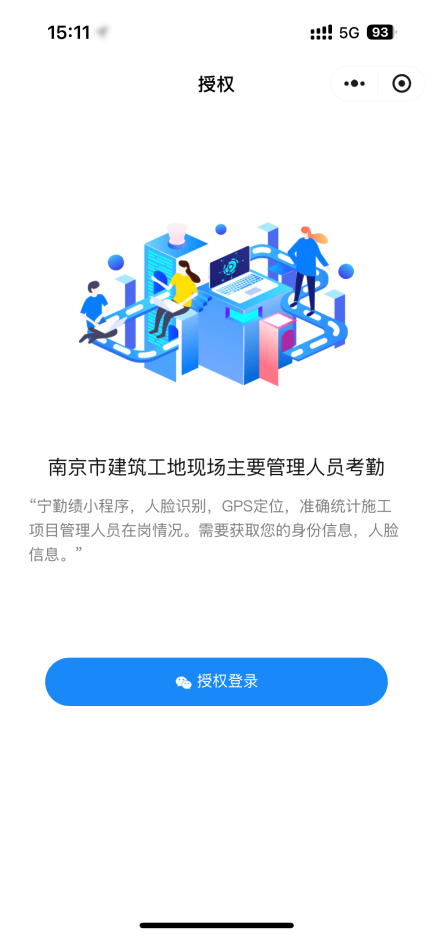 15:11
5G
93
授权
南京市建筑工地现场主要管理人员考勤
“宁勤绩小程序，人脸识别，GPS定位，准确统计施工
项目管理人员在岗情况。需要获取您的身份信息，人脸
信息。”
授权登录